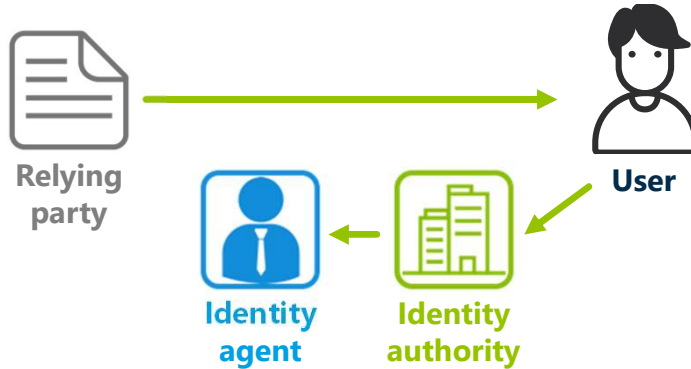 Relying
party
User
Identity
agent
Identity
authority